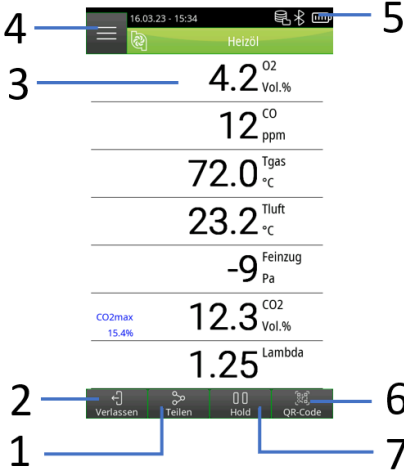 4
16.03.23 - 15:34
5
Heizöl
3
4.2 O2 Vol.%
12 CO ppm
72.0 Tgas °C
23.2 Tluft °C
-9 Feinzug Pa
CO2max 15.4%
12.3 CO2 Vol.%
1.25 Lambda
2
Verlassen
Teilen
Hold
QR-Code
6
1
7